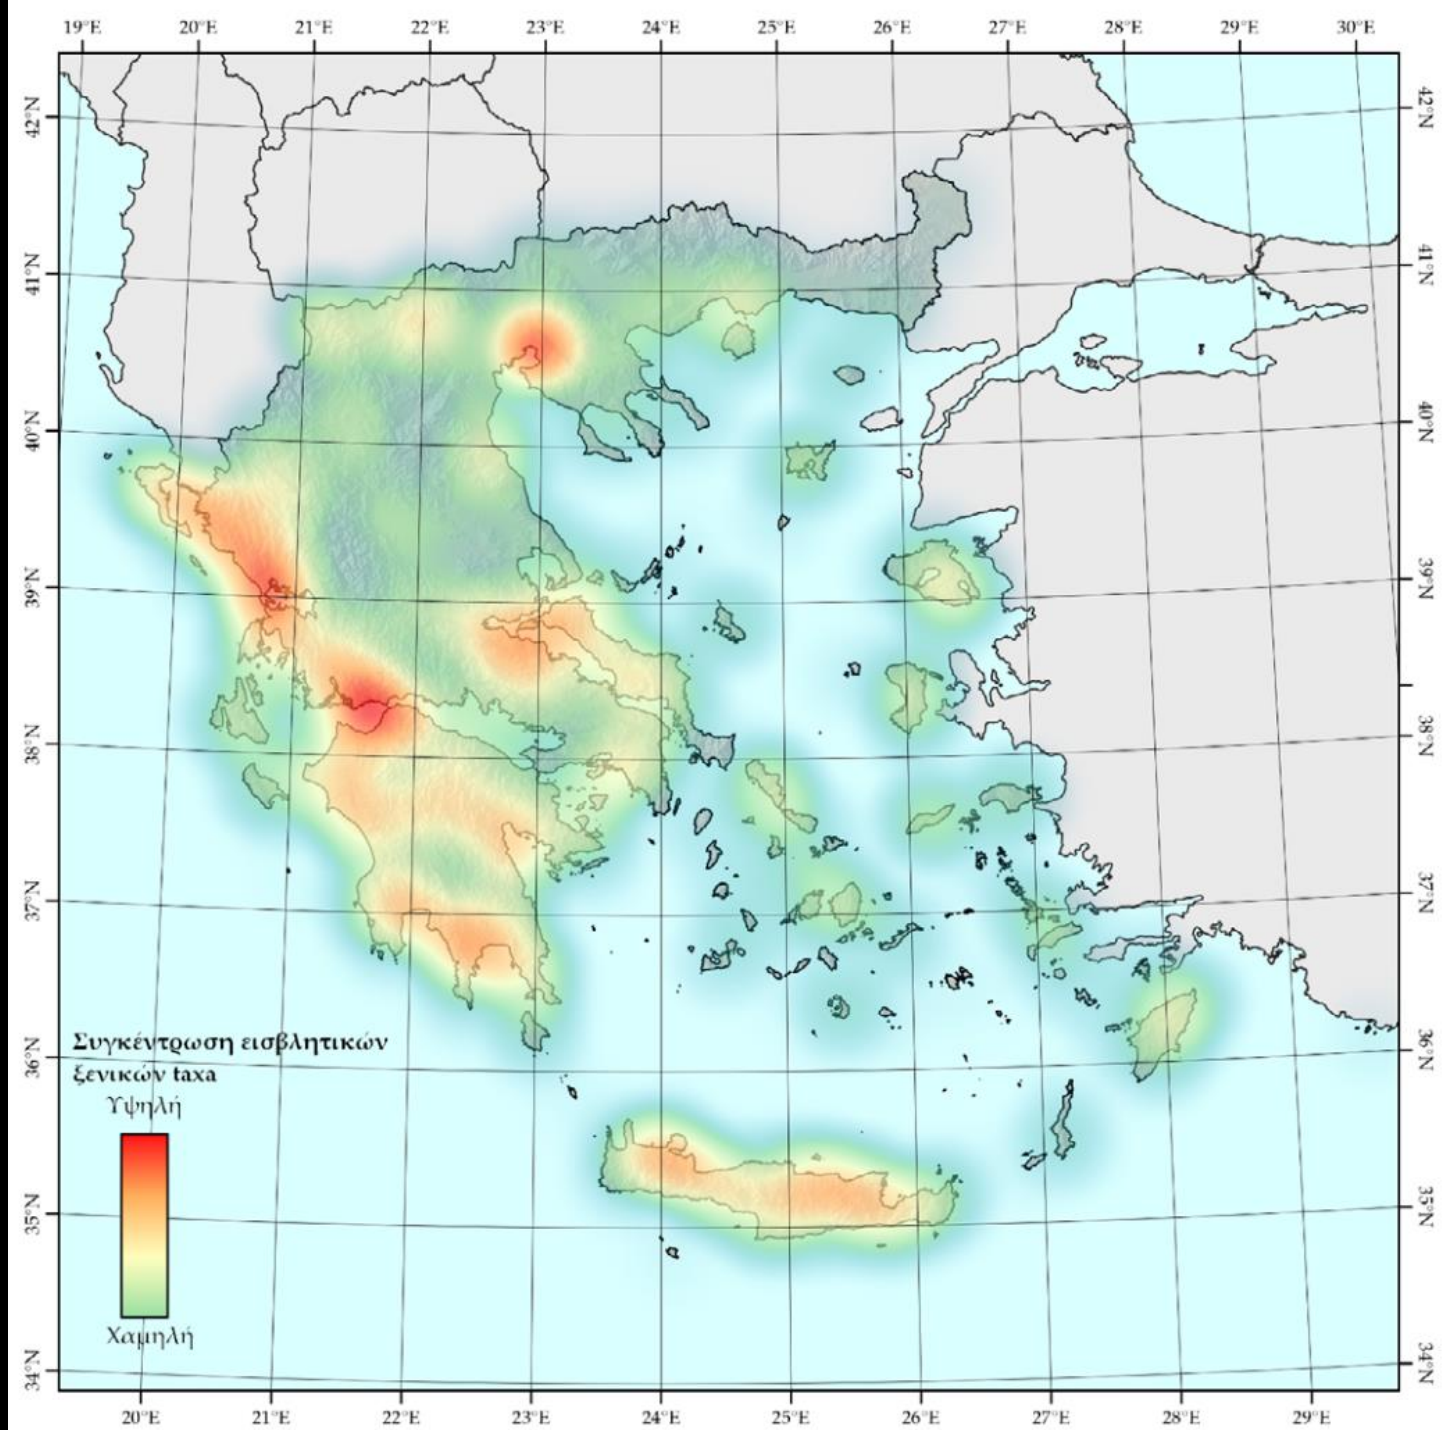 19°E 20°E 21°E 22°E 23°E 24°E 25°E 26°E 27°E 28°E 29°E 30°E
42°N 42°N
41°N 41°N
40°N 40°N
39°N 39°N
38°N 38°N
37°N 37°N
36°N 36°N
Συγκέντρωση εισβλητικών
ξενικών taxa
Υψηλή
35°N 35°N
Χαμηλή
34°N 34°N
20°E 21°E 22°E 23°E 24°E 25°E 26°E 27°E 28°E 29°E